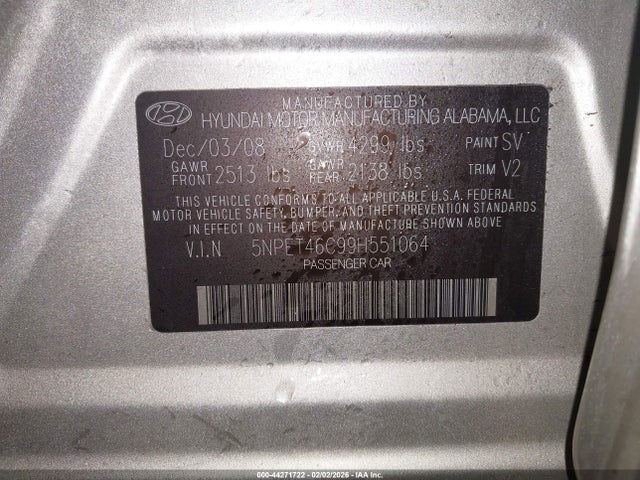 MANUFACTURED BY
HYUNDAI MOTOR MANUFACTURING ALABAMA, LLC
Dec/03/08 GVWR 4299 lbs PAINT SV
GAWR FRONT 2513 lbs GAWR REAR 2138 lbs TRIM V2
THIS VEHICLE CONFORMS TO ALL APPLICABLE U.S.A. FEDERAL
MOTOR VEHICLE SAFETY, BUMPER, AND THEFT PREVENTION
STANDARDS IN EFFECT ON THE DATE OF MANUFACTURE SHOWN ABOVE
V.I.N 5NPET46C99H551064
PASSENGER CAR
000-44271722 - 02/02/2026 - COPYRIGHT IAA, LLC